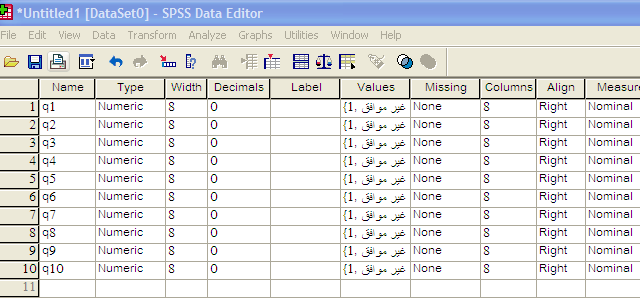 *Untitled1 [DataSet0] - SPSS Data Editor
File Edit View Data Transform Analyze Graphs Utilities Window Help
Name Type Width Decimals Label Values Missing Columns Align Measure
1 q1 Numeric 8 0 {1, غير موافق None 8 Right Nominal
2 q2 Numeric 8 0 {1, غير موافق None 8 Right Nominal
3 q3 Numeric 8 0 {1, غير موافق None 8 Right Nominal
4 q4 Numeric 8 0 {1, غير موافق None 8 Right Nominal
5 q5 Numeric 8 0 {1, غير موافق None 8 Right Nominal
6 q6 Numeric 8 0 {1, غير موافق None 8 Right Nominal
7 q7 Numeric 8 0 {1, غير موافق None 8 Right Nominal
8 q8 Numeric 8 0 {1, غير موافق None 8 Right Nominal
9 q9 Numeric 8 0 {1, غير موافق None 8 Right Nominal
10 q10 Numeric 8 0 {1, غير موافق None 8 Right Nominal
11